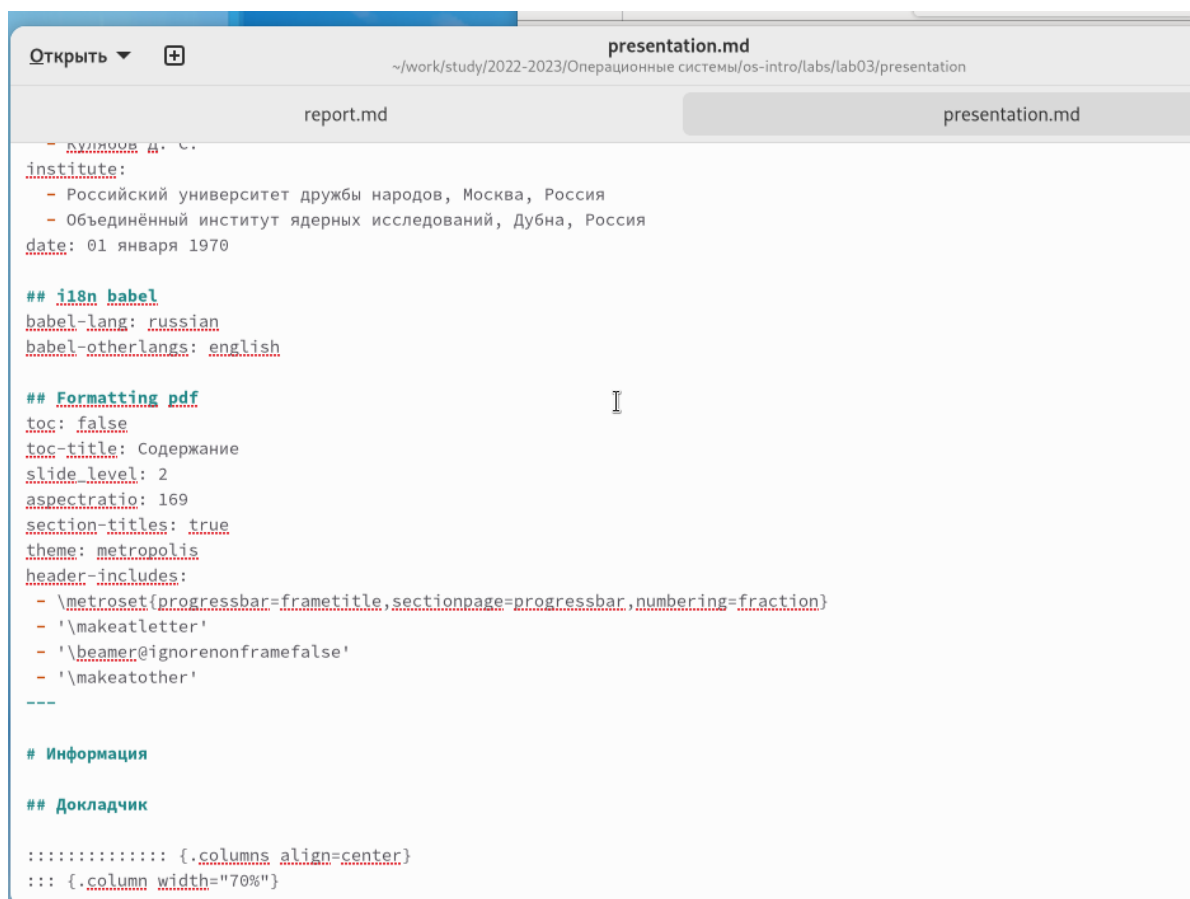 Открыть
presentation.md
~/work/study/2022-2023/Операционные системы/os-intro/labs/lab03/presentation
report.md
presentation.md
- Кулябов Д. С.
institute:
- Российский университет дружбы народов, Москва, Россия
- Объединённый институт ядерных исследований, Дубна, Россия
date: 01 января 1970
## i18n babel
babel-lang: russian
babel-otherlangs: english
## Formatting pdf
toc: false
toc-title: Содержание
slide_level: 2
aspectratio: 169
section-titles: true
theme: metropolis
header-includes:
- \metroset{progressbar=frametitle,sectionpage=progressbar,numbering=fraction}
- '\makeatletter'
- '\beamer@ignorenonframefalse'
- '\makeatother'
---
# Информация
## Докладчик
:::::::::::::: {.columns align=center}
::: {.column width="70%"}